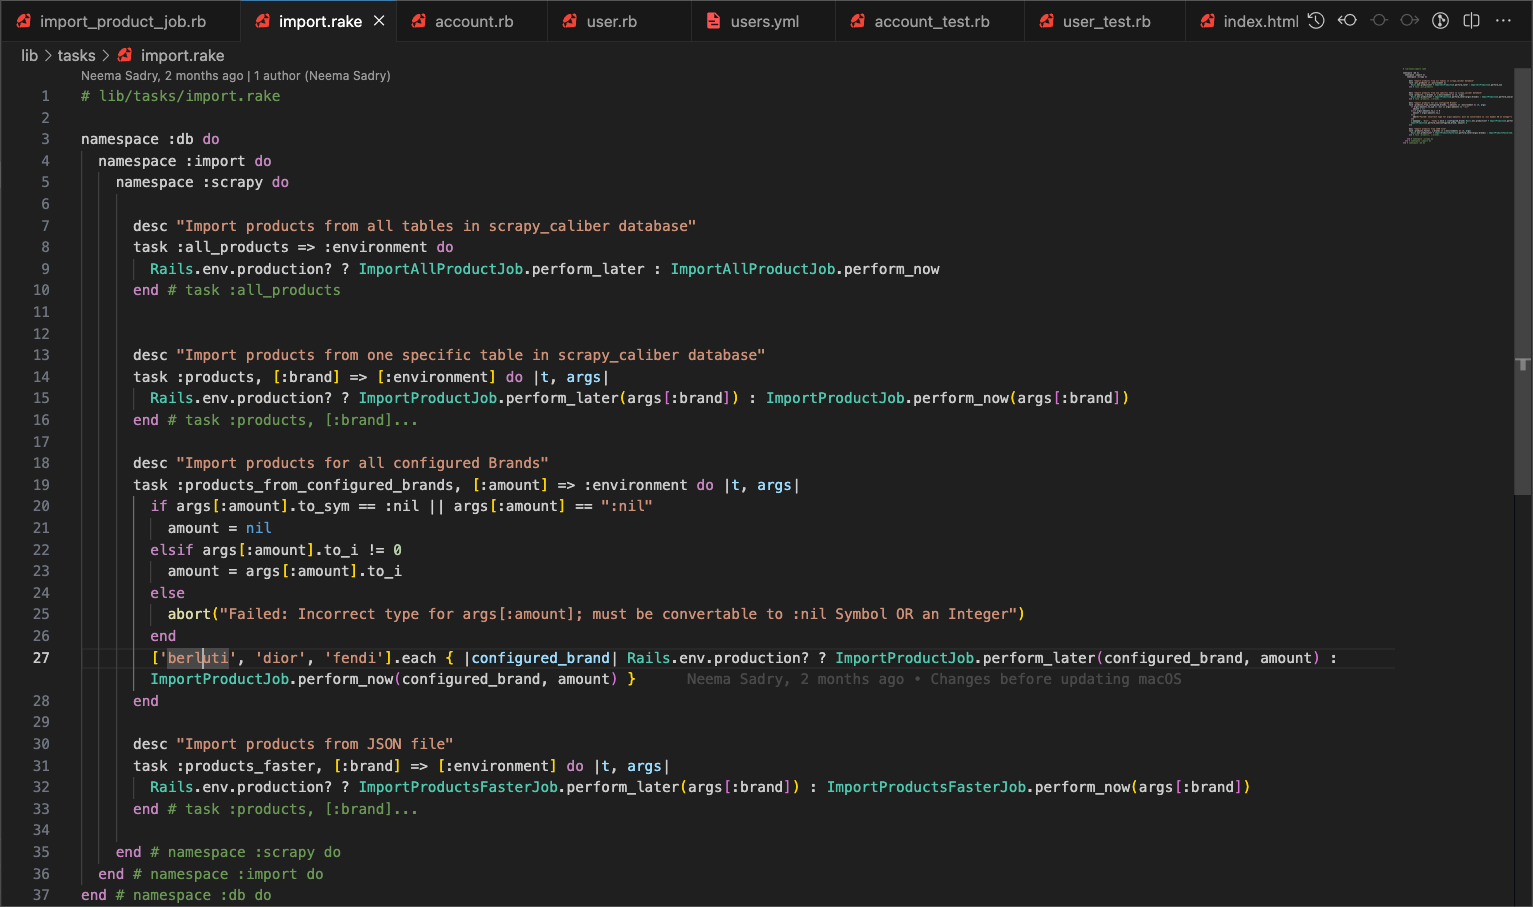 import_product_job.rb import.rake account.rb user.rb users.yml account_test.rb user_test.rb index.html
lib > tasks > import.rake
Neema Sadry, 2 months ago | 1 author (Neema Sadry)
1 # lib/tasks/import.rake
2
3 namespace :db do
4 namespace :import do
5 namespace :scrapy do
6
7 desc "Import products from all tables in scrapy_caliber database"
8 task :all_products => :environment do
9 Rails.env.production? ? ImportAllProductJob.perform_later : ImportAllProductJob.perform_now
10 end # task :all_products
11
12
13 desc "Import products from one specific table in scrapy_caliber database"
14 task :products, [:brand] => [:environment] do |t, args|
15 Rails.env.production? ? ImportProductJob.perform_later(args[:brand]) : ImportProductJob.perform_now(args[:brand])
16 end # task :products, [:brand]...
17
18 desc "Import products for all configured Brands"
19 task :products_from_configured_brands, [:amount] => :environment do |t, args|
20 if args[:amount].to_sym == :nil || args[:amount] == ":nil"
21 amount = nil
22 elsif args[:amount].to_i != 0
23 amount = args[:amount].to_i
24 else
25 abort("Failed: Incorrect type for args[:amount]; must be convertable to :nil Symbol OR an Integer")
26 end
27 ['berluti', 'dior', 'fendi'].each { |configured_brand| Rails.env.production? ? ImportProductJob.perform_later(configured_brand, amount) :
ImportProductJob.perform_now(configured_brand, amount) } Neema Sadry, 2 months ago • Changes before updating macOS
28 end
29
30 desc "Import products from JSON file"
31 task :products_faster, [:brand] => [:environment] do |t, args|
32 Rails.env.production? ? ImportProductsFasterJob.perform_later(args[:brand]) : ImportProductsFasterJob.perform_now(args[:brand])
33 end # task :products, [:brand]...
34
35 end # namespace :scrapy do
36 end # namespace :import do
37 end # namespace :db do